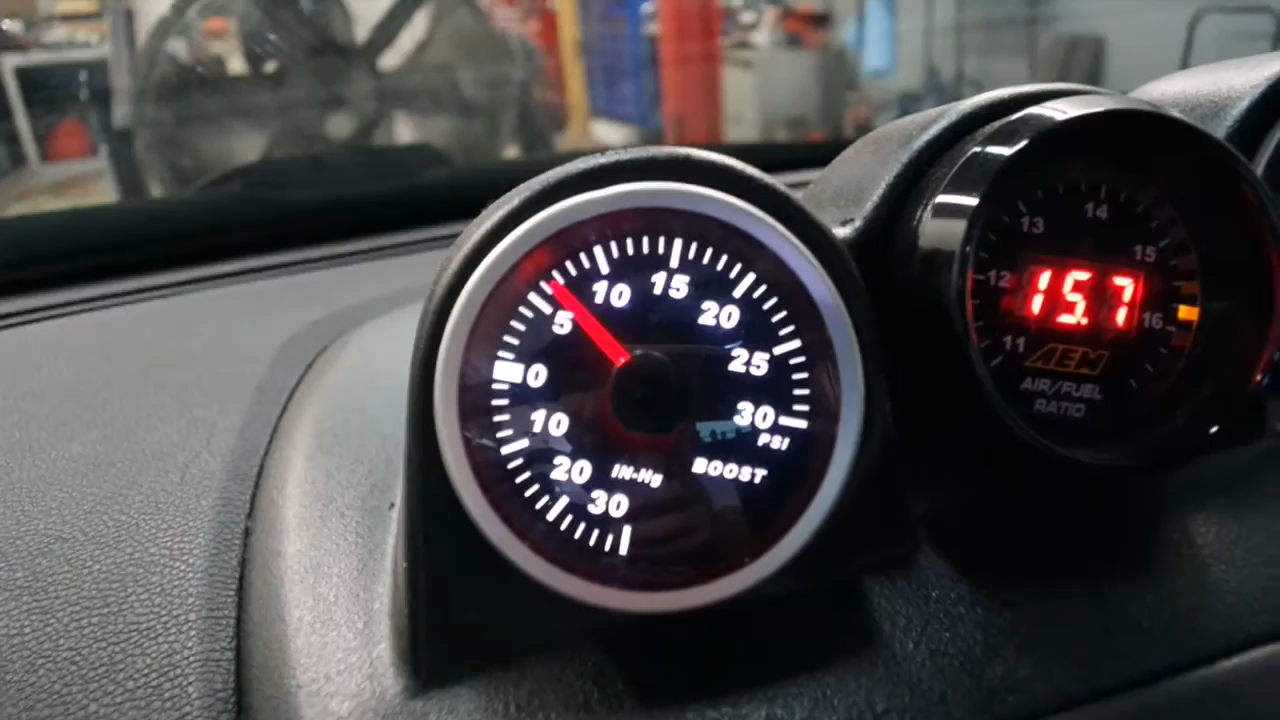 5
10
15
20
25
30
PSI
0
10
20
30
IN-Hg
BOOST
11
12
13
14
15
16
15.7
AEM
AIR/FUEL
RATIO